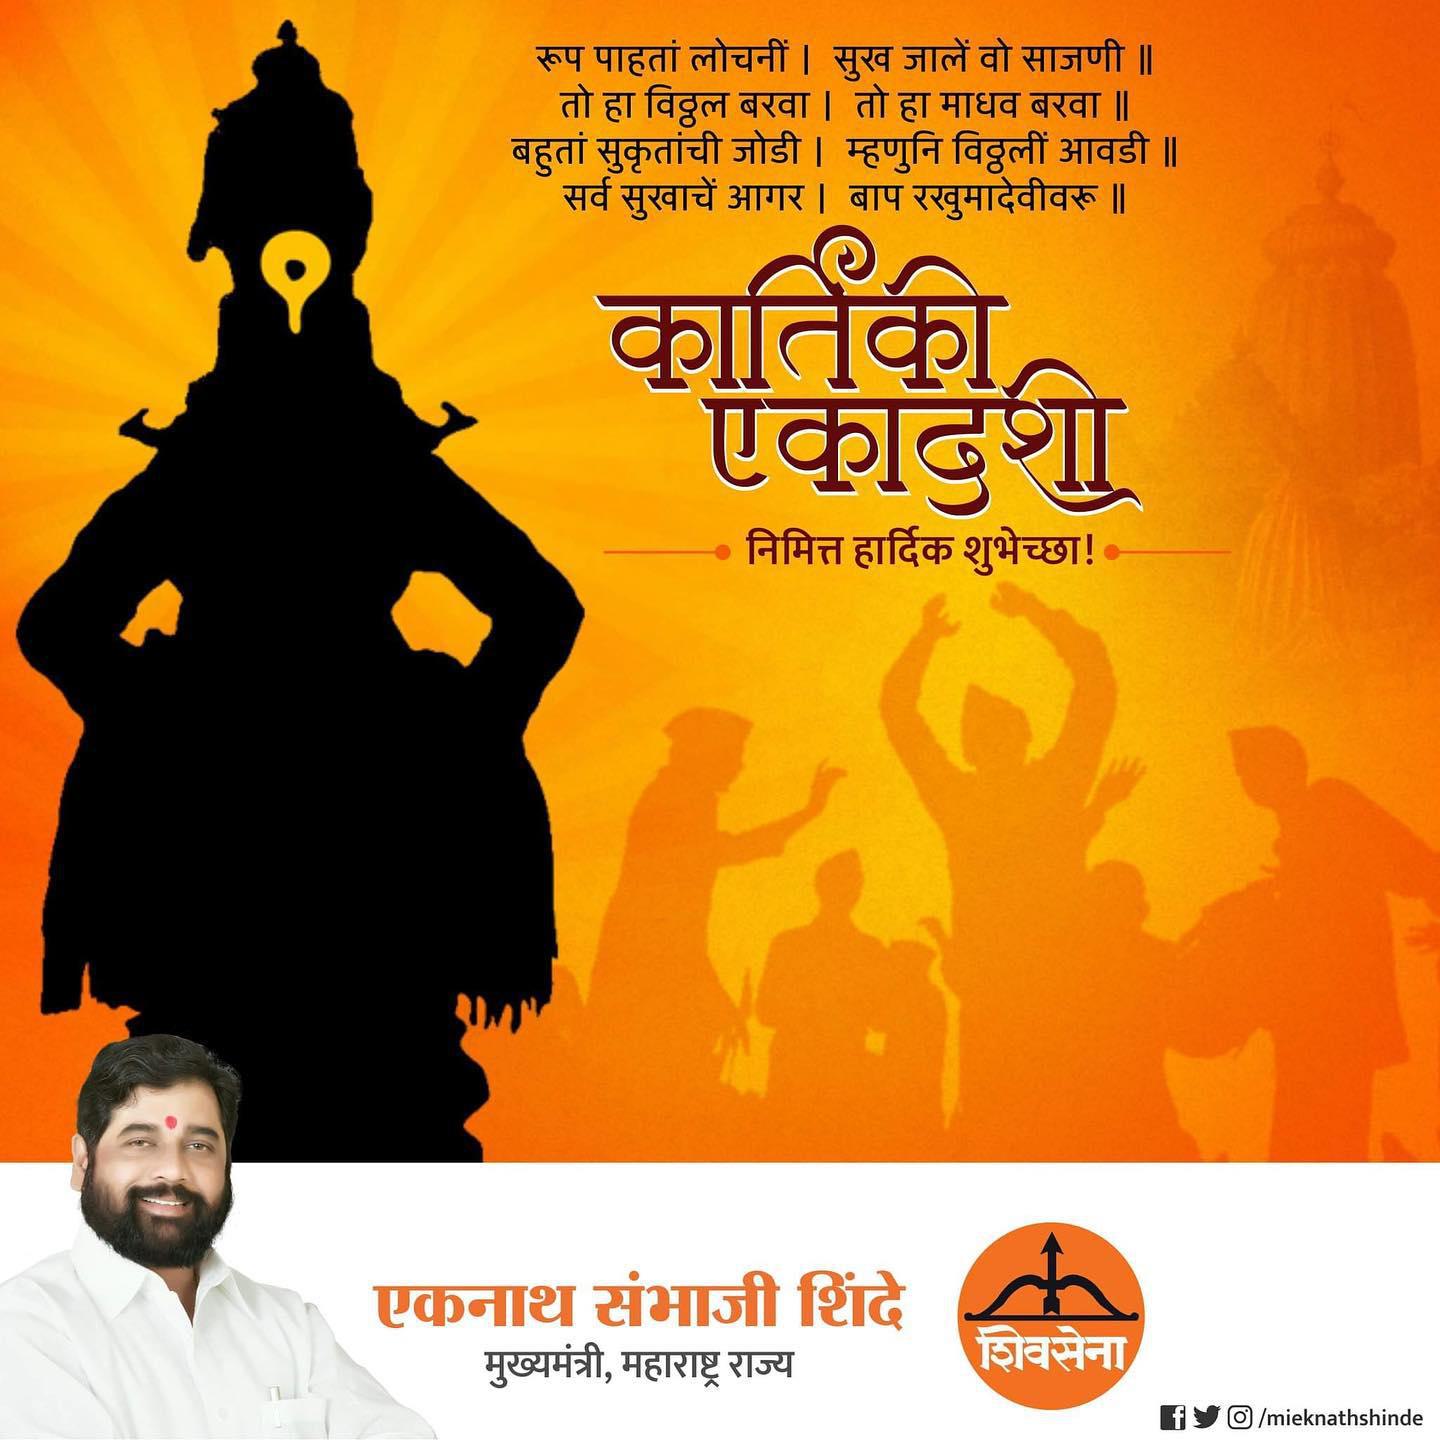 रूप पाहतां लोचनीं । सुख जालें वो साजणी ॥
तो हा विठ्ठल बरवा । तो हा माधव बरवा ॥
बहुतां सुकृतांची जोडी । म्हणुनि विठ्ठलीं आवडी ॥
सर्व सुखाचें आगर । बाप रखुमादेवीवरू ॥
कार्तिकी
एकादशी
निमित्त हार्दिक शुभेच्छा!
एकनाथ संभाजी शिंदे
मुख्यमंत्री, महाराष्ट्र राज्य
शिवसेना
/mieknathshinde